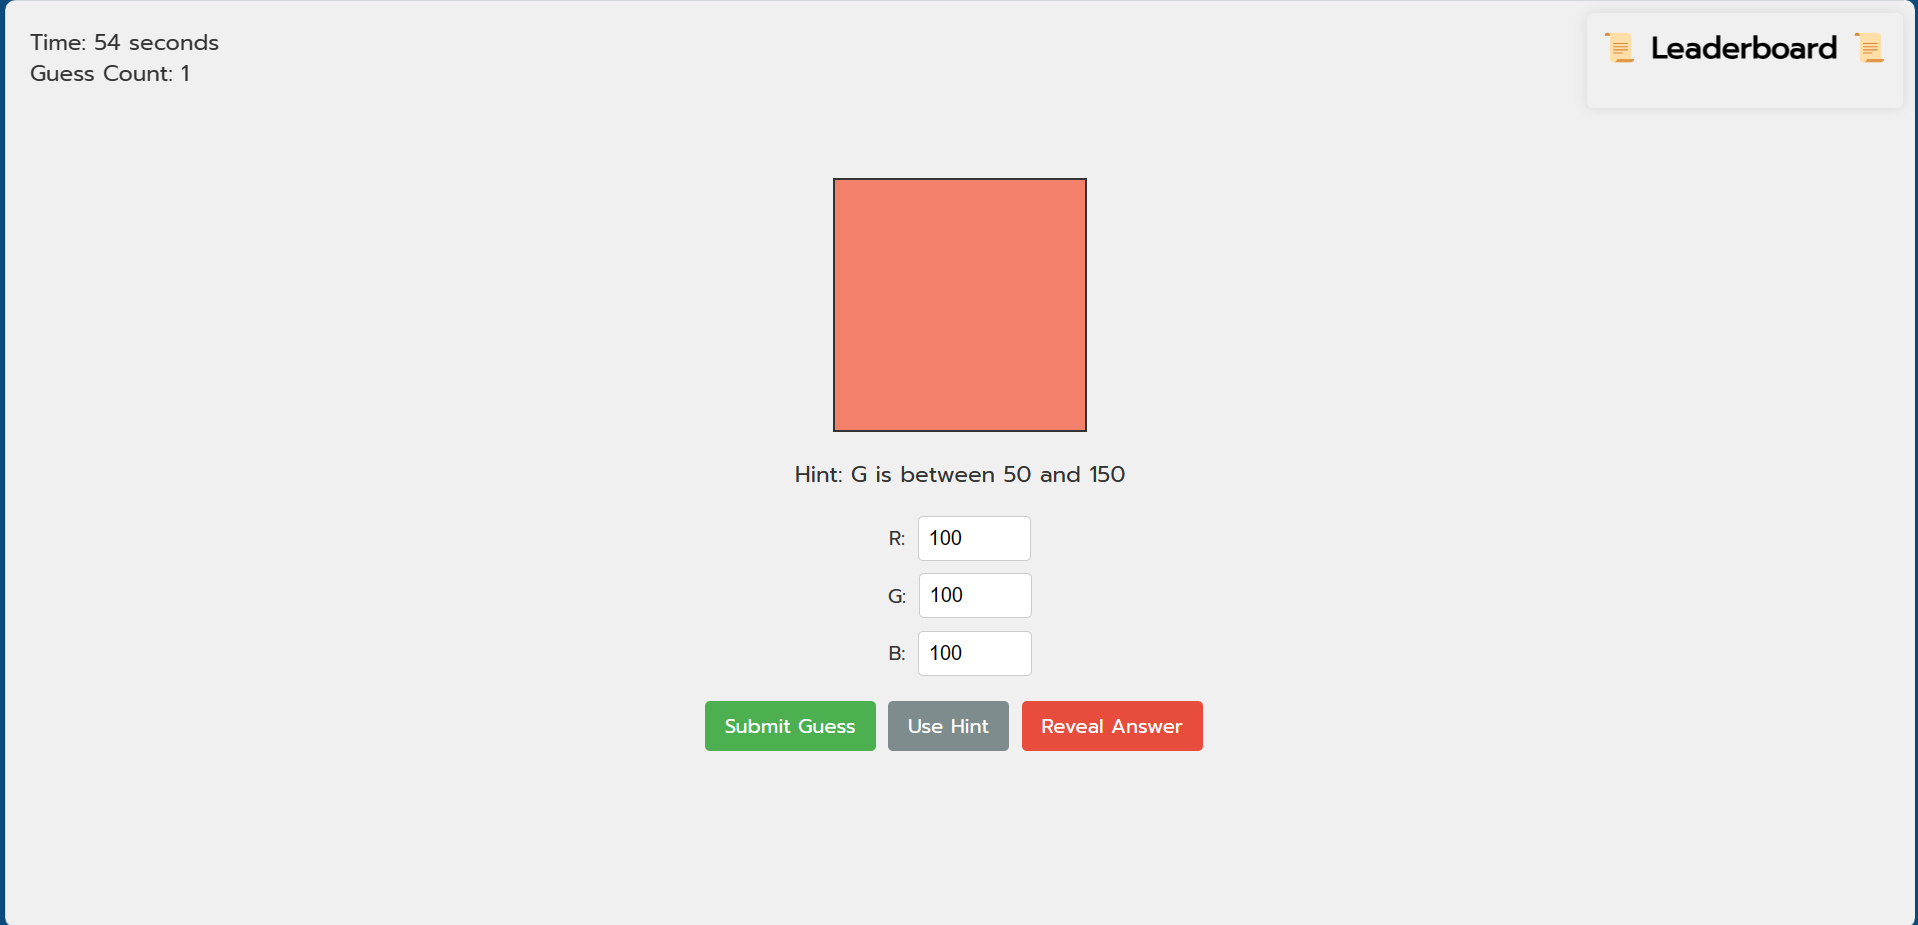 Time: 54 seconds
Guess Count: 1
Leaderboard
Hint: G is between 50 and 150
R: 100
G: 100
B: 100
Submit Guess Use Hint Reveal Answer